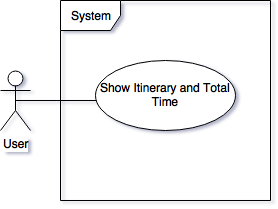 System
Show Itinerary and Total
Time
User